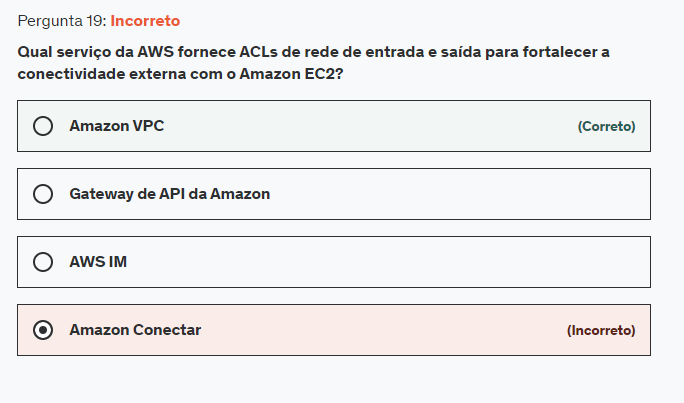 Pergunta 19: Incorreto
Qual serviço da AWS fornece ACLs de rede de entrada e saída para fortalecer a
conectividade externa com o Amazon EC2?
Amazon VPC (Correto)
Gateway de API da Amazon
AWS IM
Amazon Conectar (Incorreto)